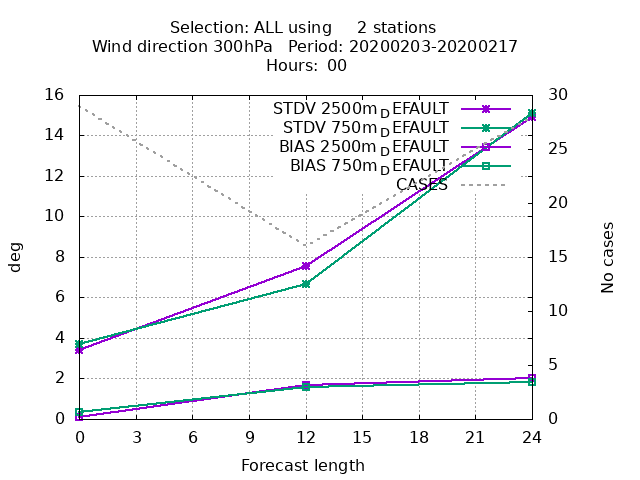 Selection: ALL using 2 stations
Wind direction 300hPa Period: 20200203-20200217
Hours: 00
16 30
STDV 2500m_DEFAULT
STDV 750m_DEFAULT
BIAS 2500m_DEFAULT
BIAS 750m_DEFAULT
CASES
14
12
10
8
6
4
2
0
25
20
15
10
5
0
deg
No cases
0 3 6 9 12 15 18 21 24
Forecast length